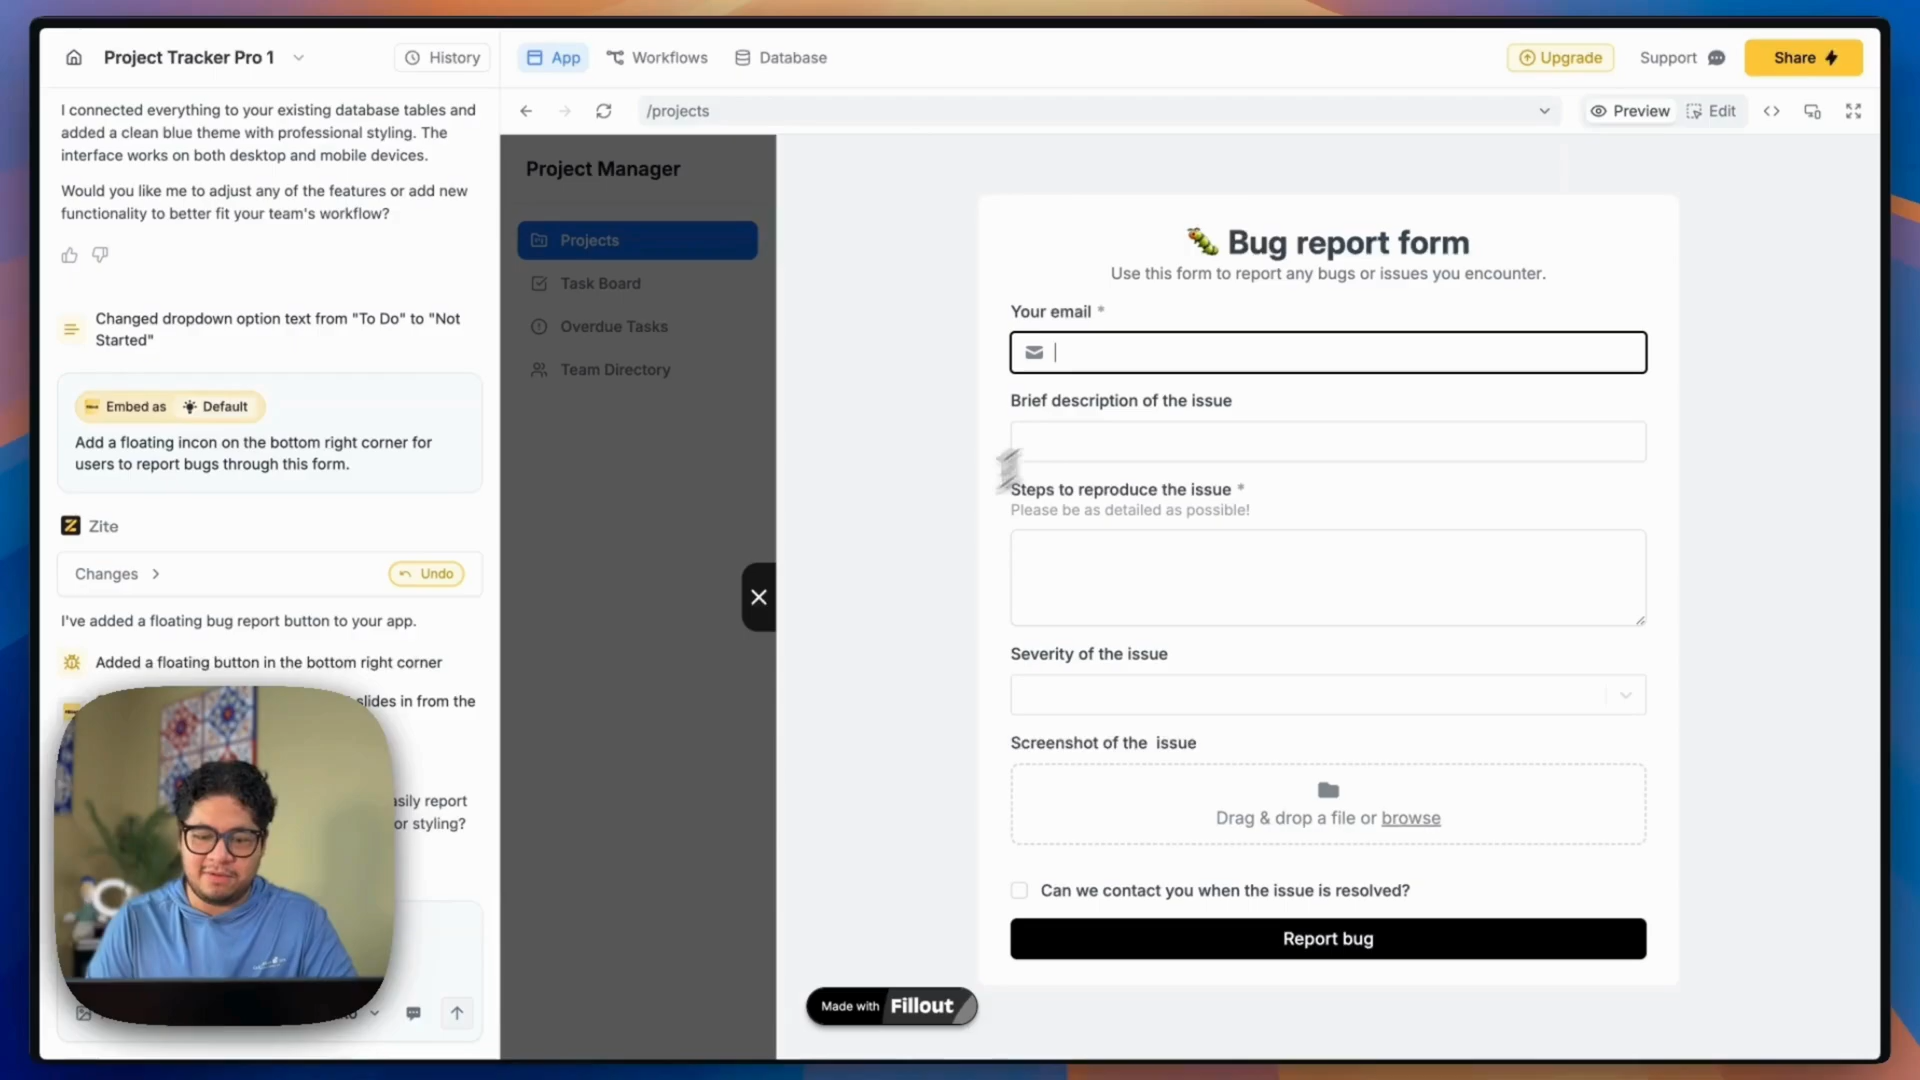 Project Tracker Pro 1
History
App
Workflows
Database
Upgrade
Support
Share
I connected everything to your existing database tables and
added a clean blue theme with professional styling. The
interface works on both desktop and mobile devices.
Would you like me to adjust any of the features or add new
functionality to better fit your team's workflow?
Changed dropdown option text from "To Do" to "Not
Started"
Embed as Default
Add a floating incon on the bottom right corner for
users to report bugs through this form.
Zite
Changes
Undo
I've added a floating bug report button to your app.
Added a floating button in the bottom right corner
slides in from the
report
or styling?
/projects
Preview
Edit
Project Manager
Projects
Task Board
Overdue Tasks
Team Directory
Bug report form
Use this form to report any bugs or issues you encounter.
Your email *
Brief description of the issue
Steps to reproduce the issue *
Please be as detailed as possible!
Severity of the issue
Screenshot of the issue
Drag & drop a file or browse
Can we contact you when the issue is resolved?
Report bug
Made with Fillout